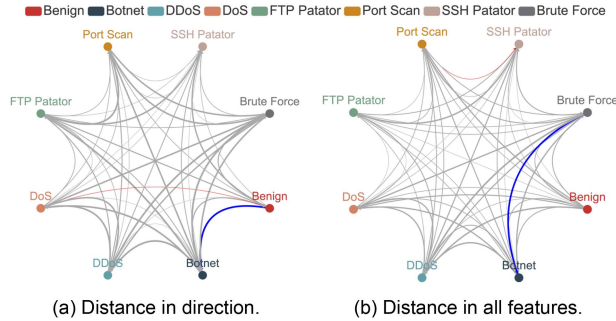 Benign Botnet DDoS DoS FTP Patator Port Scan SSH Patator Brute Force
Port Scan SSH Patator
FTP Patator Brute Force
DoS Benign
DDoS Botnet
(a) Distance in direction.
Port Scan SSH Patator
FTP Patator Brute Force
DoS Benign
DDoS Botnet
(b) Distance in all features.